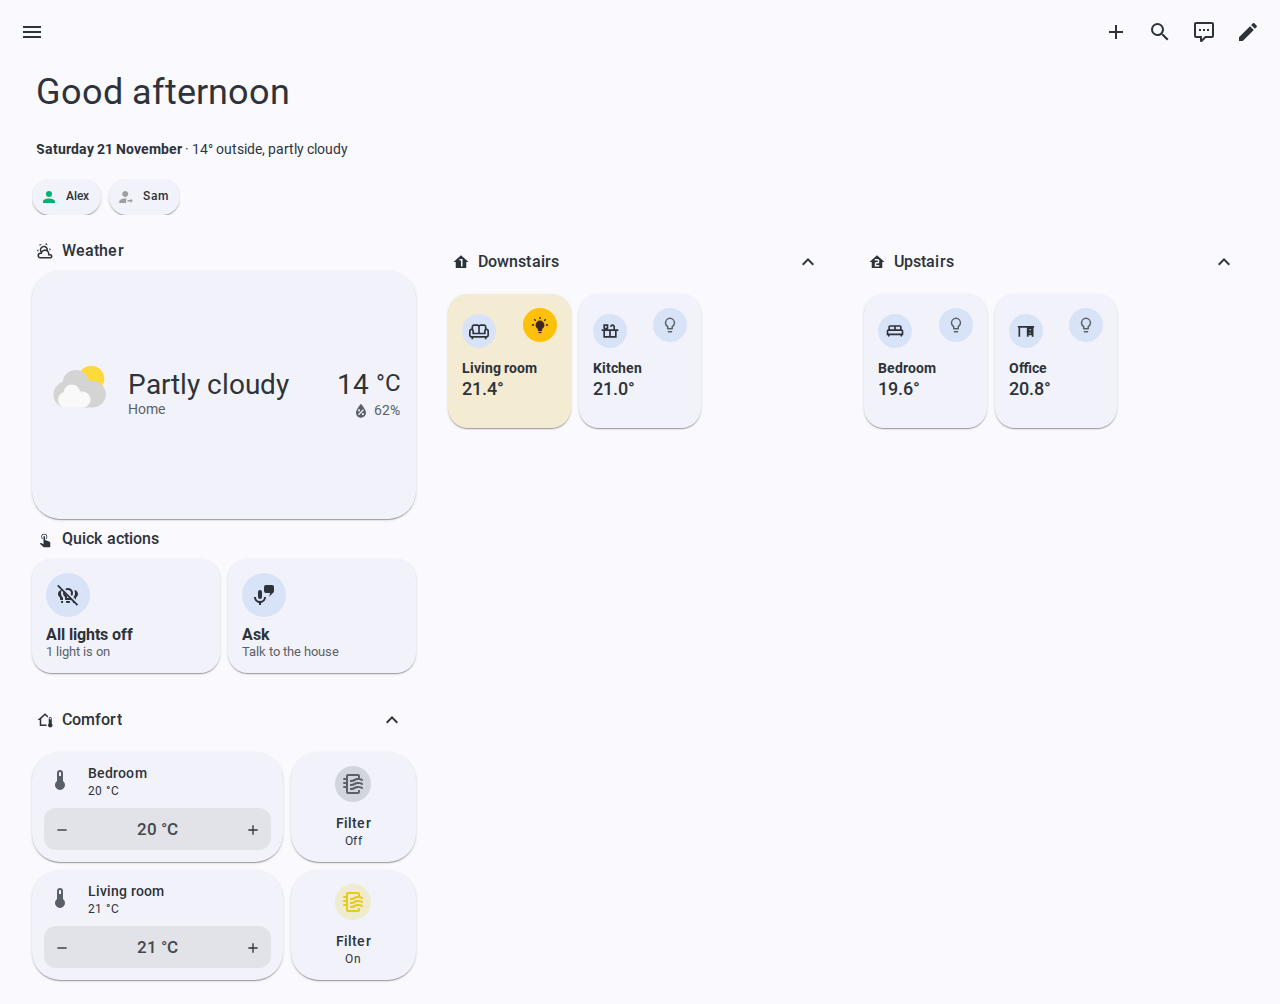 Good afternoon
Saturday 21 November · 14° outside, partly cloudy
Alex
Sam
Weather
Partly cloudy
Home
14 °C
62%
Quick actions
All lights off
1 light is on
Ask
Talk to the house
Comfort
Bedroom
20 °C
− 20 °C +
Filter
Off
Living room
21 °C
− 21 °C +
Filter
On
1 Downstairs
Living room
21.4°
Kitchen
21.0°
2 Upstairs
Bedroom
19.6°
Office
20.8°